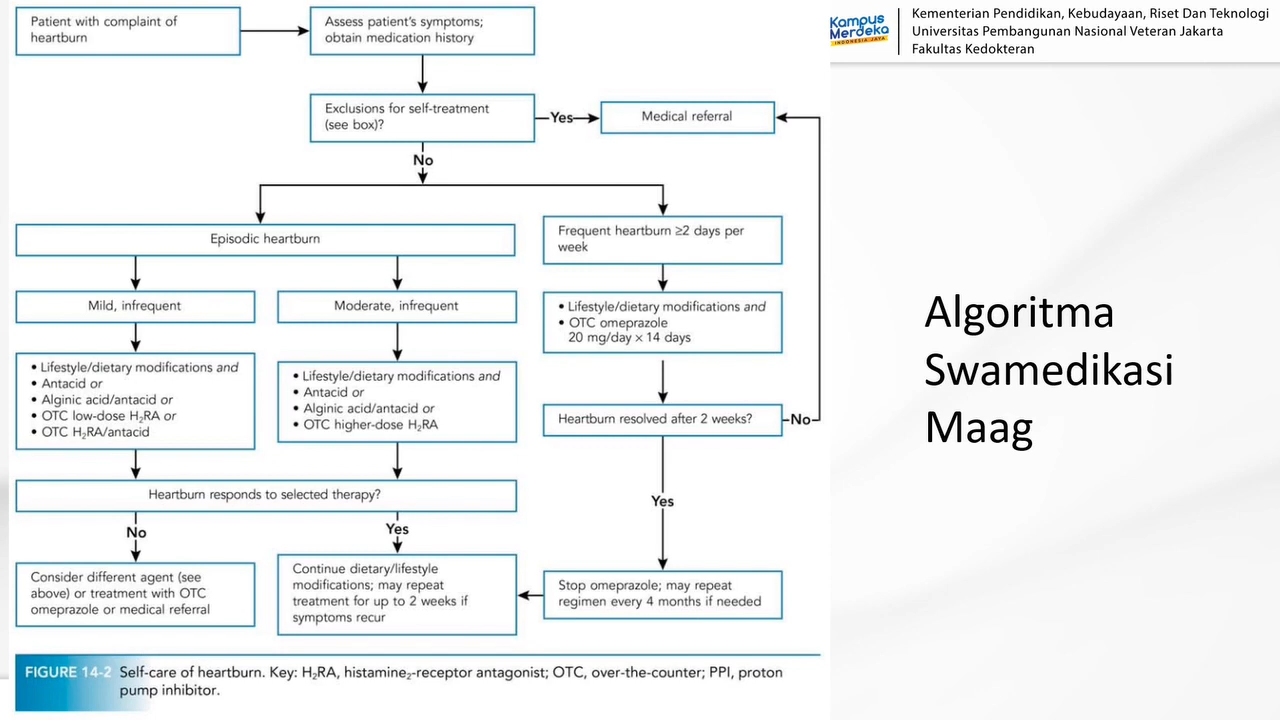 Patient with complaint of
heartburn
Assess patient's symptoms;
obtain medication history
Exclusions for self-treatment
(see box)?
Yes
Medical referral
No
Episodic heartburn
Frequent heartburn ≥2 days per
week
Mild, infrequent
Moderate, infrequent
• Lifestyle/dietary modifications and
• OTC omeprazole
20 mg/day × 14 days
• Lifestyle/dietary modifications and
• Antacid or
• Alginic acid/antacid or
• OTC low-dose H₂RA or
• OTC H₂RA/antacid
• Lifestyle/dietary modifications and
• Antacid or
• Alginic acid/antacid or
• OTC higher-dose H₂RA
Heartburn resolved after 2 weeks?
No
Heartburn responds to selected therapy?
Yes
No
Yes
Consider different agent (see
above) or treatment with OTC
omeprazole or medical referral
Continue dietary/lifestyle
modifications; may repeat
treatment for up to 2 weeks if
symptoms recur
Stop omeprazole; may repeat
regimen every 4 months if needed
FIGURE 14-2 Self-care of heartburn. Key: H₂RA, histamine₂-receptor antagonist; OTC, over-the-counter; PPI, proton
pump inhibitor.
Kampus
Merdeka
INDONESIA JAYA
Kementerian Pendidikan, Kebudayaan, Riset Dan Teknologi
Universitas Pembangunan Nasional Veteran Jakarta
Fakultas Kedokteran
Algoritma
Swamedikasi
Maag